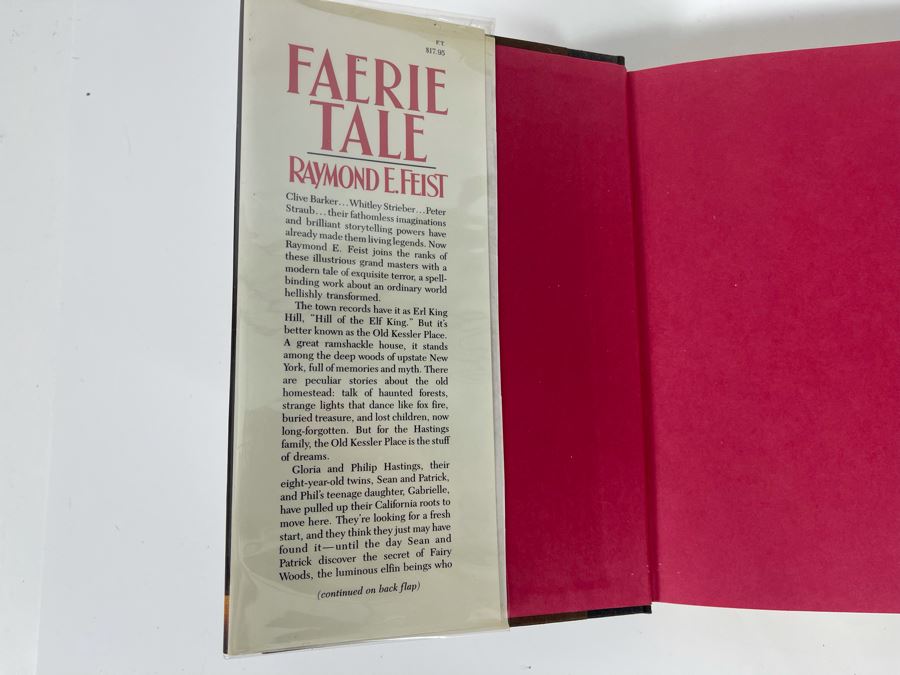 F.T.
$17.95
FAERIE
TALE
RAYMOND E. FEIST
Clive Barker...Whitley Strieber...Peter
Straub...their fathomless imaginations
and brilliant storytelling powers have
already made them living legends. Now
Raymond E. Feist joins the ranks of
these illustrious grand masters with a
modern tale of exquisite terror, a spell-
binding work about an ordinary world
hellishly transformed.
The town records have it as Erl King
Hill, "Hill of the Elf King." But it's
better known as the Old Kessler Place.
A great ramshackle house, it stands
among the deep woods of upstate New
York, full of memories and myth. There
are peculiar stories about the old
homestead: talk of haunted forests,
strange lights that dance like fox fire,
buried treasure, and lost children, now
long-forgotten. But for the Hastings
family, the Old Kessler Place is the stuff
of dreams.
Gloria and Philip Hastings, their
eight-year-old twins, Sean and Patrick,
and Phil's teenage daughter, Gabrielle,
have pulled up their California roots to
move here. They're looking for a fresh
start, and they think they just may have
found it—until the day Sean and
Patrick discover the secret of Fairy
Woods, the luminous elfin beings who
(continued on back flap)